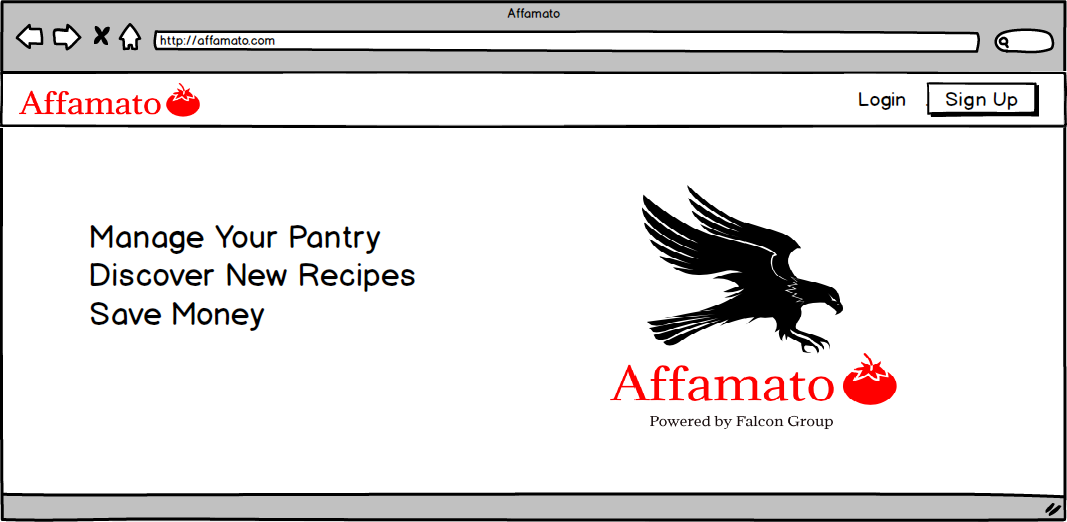 Affamato
http://affamato.com
Affamato
Login
Sign Up
Manage Your Pantry
Discover New Recipes
Save Money
Affamato
Powered by Falcon Group